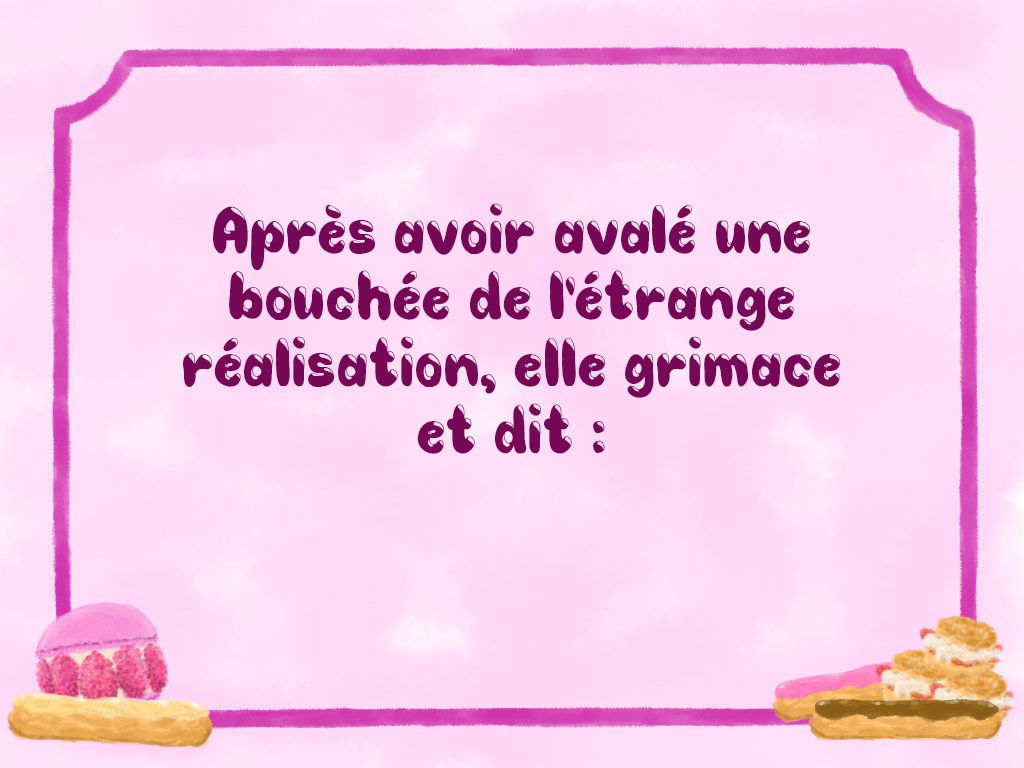 Après avoir avalé une
bouchée de l'étrange
réalisation, elle grimace
et dit :